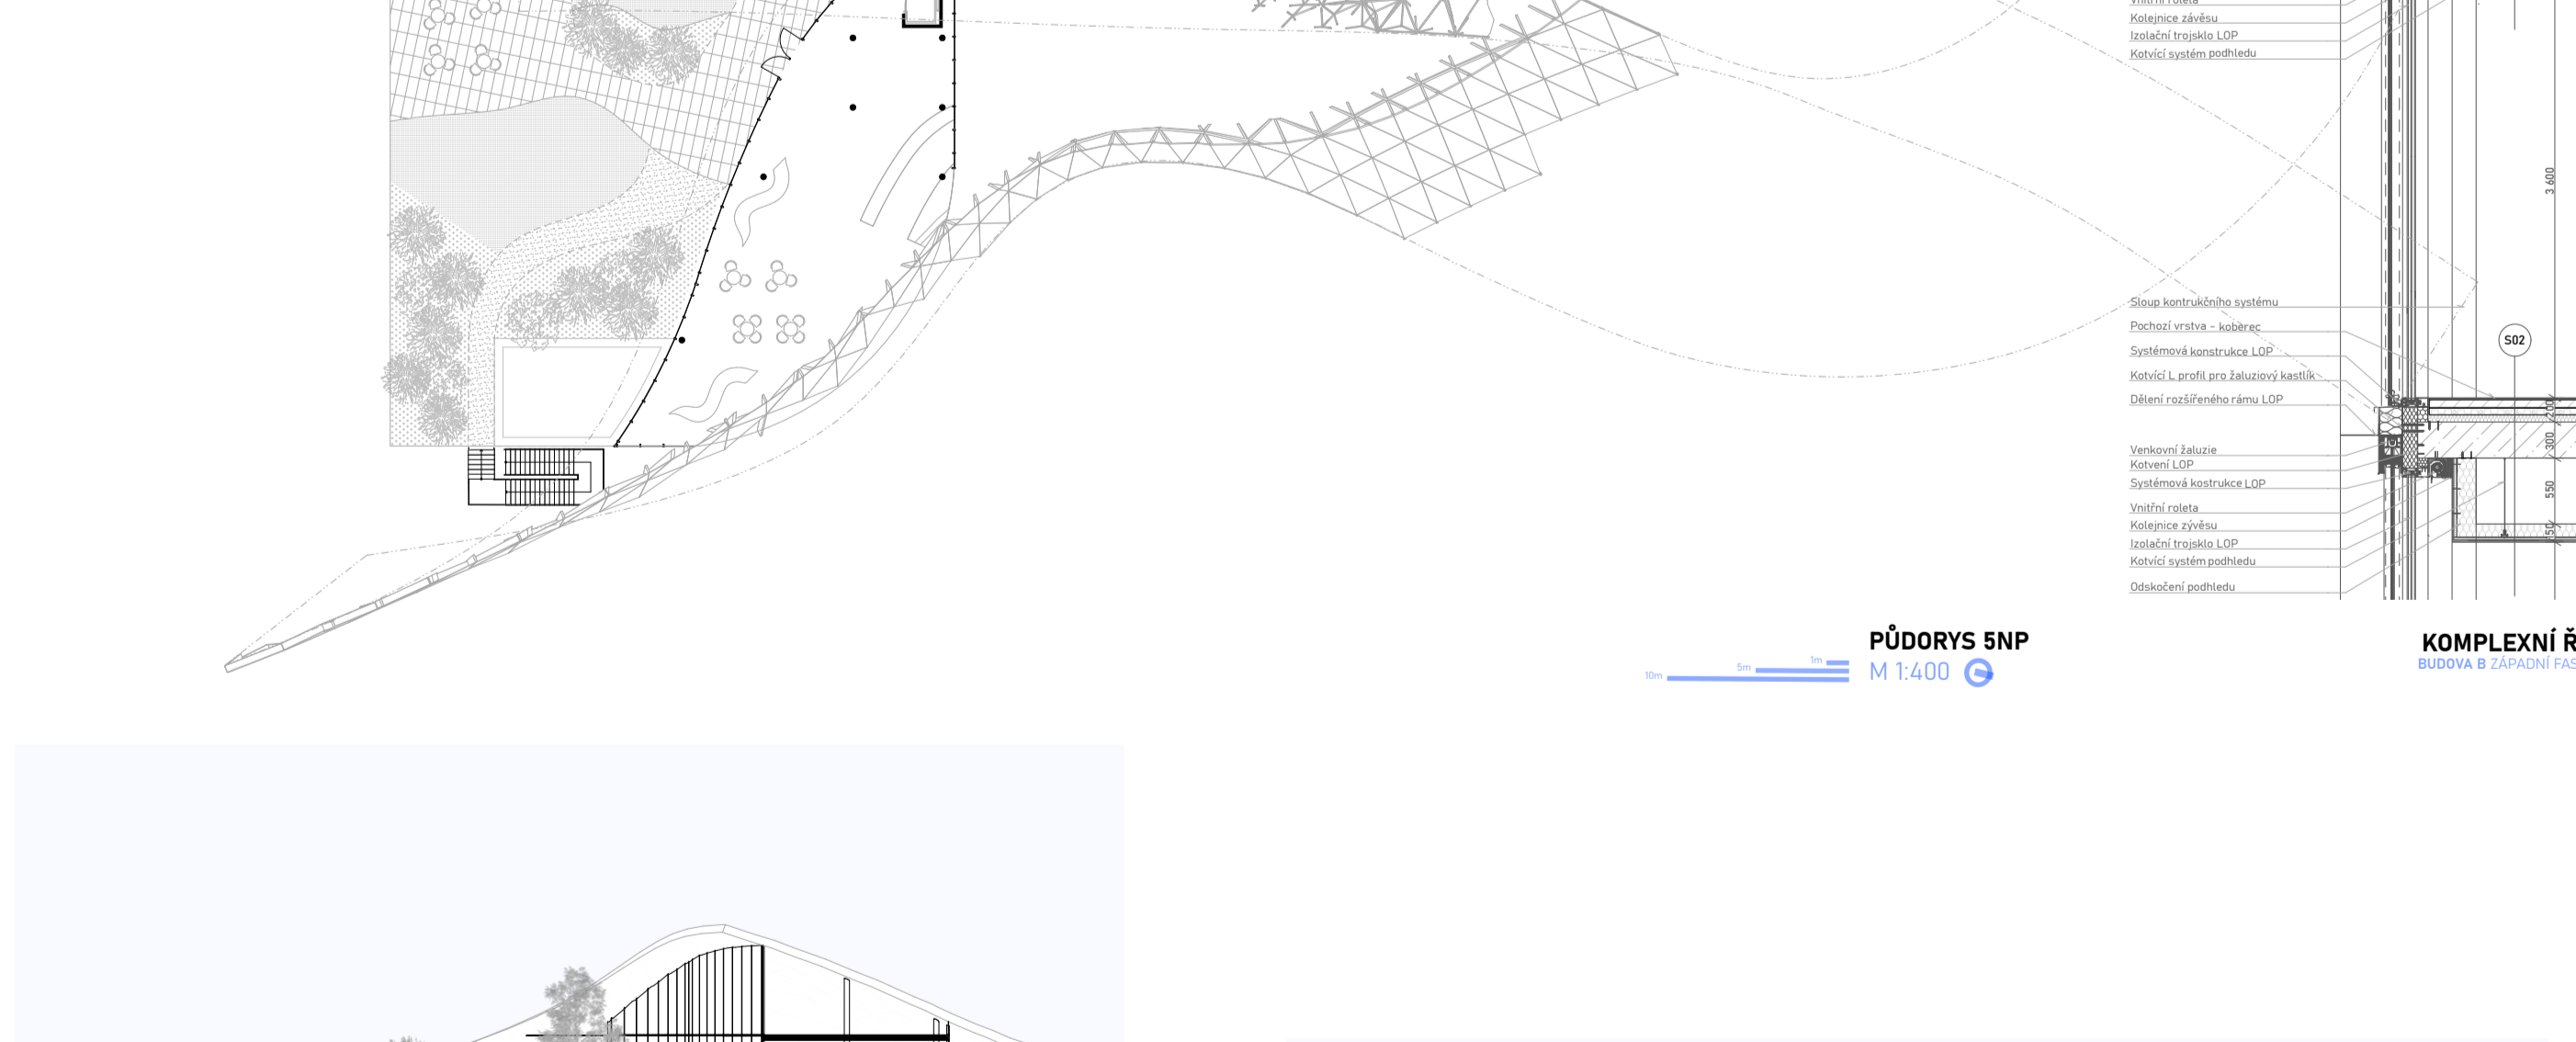 Vnitřní roleta
Kolejnice závěsu
Izolační trojsklo LOP
Kotvící systém podhledu
3 600
Sloup kontrukčního systému
Pochozí vrstva - koberec
Systémová konstrukce LOP
Kotvící L profil pro žaluziový kastlík
Dělení rozšířeného rámu LOP
S02
200
300
Venkovní žaluzie
Kotvení LOP
Systémová kostrukce LOP
550
Vnitřní roleta
Kolejnice zývěsu
Izolační trojsklo LOP
Kotvící systém podhledu
Odskočení podhledu
PŮDORYS 5NP
M 1:400
1m
5m
10m
KOMPLEXNÍ Ř
BUDOVA B ZÁPADNÍ FAS